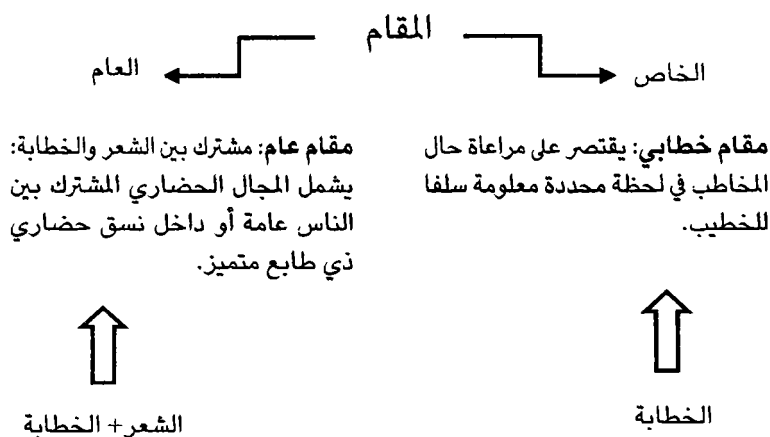 المقام
الخاص
العام
مقام خطابي: يقتصر على مراعاة حال
المخاطب في لحظة محددة معلومة سلفا
للخطيب.
مقام عام: مشترك بين الشعر والخطابة:
يشمل المجال الحضاري المشترك بين
الناس عامة أو داخل نسق حضاري
ذي طابع متميز.
الخطابة
الشعر+ الخطابة